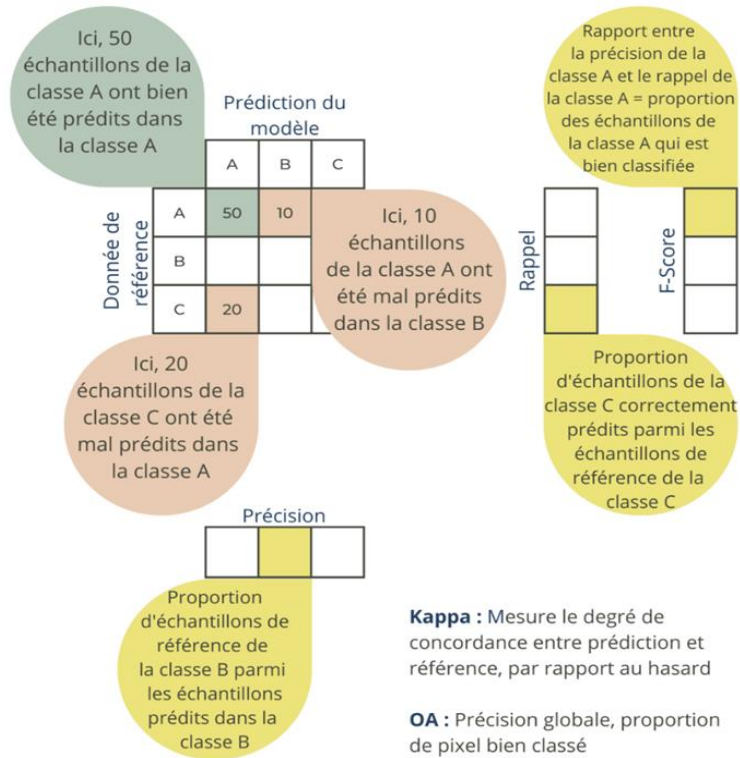 Ici, 50
échantillons de la
classe A ont bien
été prédits dans
la classe A
Prédiction du
modèle
A B C
Donnée de
référence
A 50 10
B
C 20
Ici, 10
échantillons
de la classe A ont
été mal prédits
dans la classe B
Ici, 20
échantillons de la
classe C ont été
mal prédits dans
la classe A
Rapport entre
la précision de la
classe A et le rappel de
la classe A = proportion
des échantillons de
la classe A qui est
bien classifiée
Rappel
F-Score
Proportion
d'échantillons de la
classe C correctement
prédits parmi les
échantillons de
référence de la
classe C
Précision
Proportion
d'échantillons de
référence de
la classe B parmi
les échantillons
prédits dans la
classe B
Kappa : Mesure le degré de
concordance entre prédiction et
référence, par rapport au hasard
OA : Précision globale, proportion
de pixel bien classé